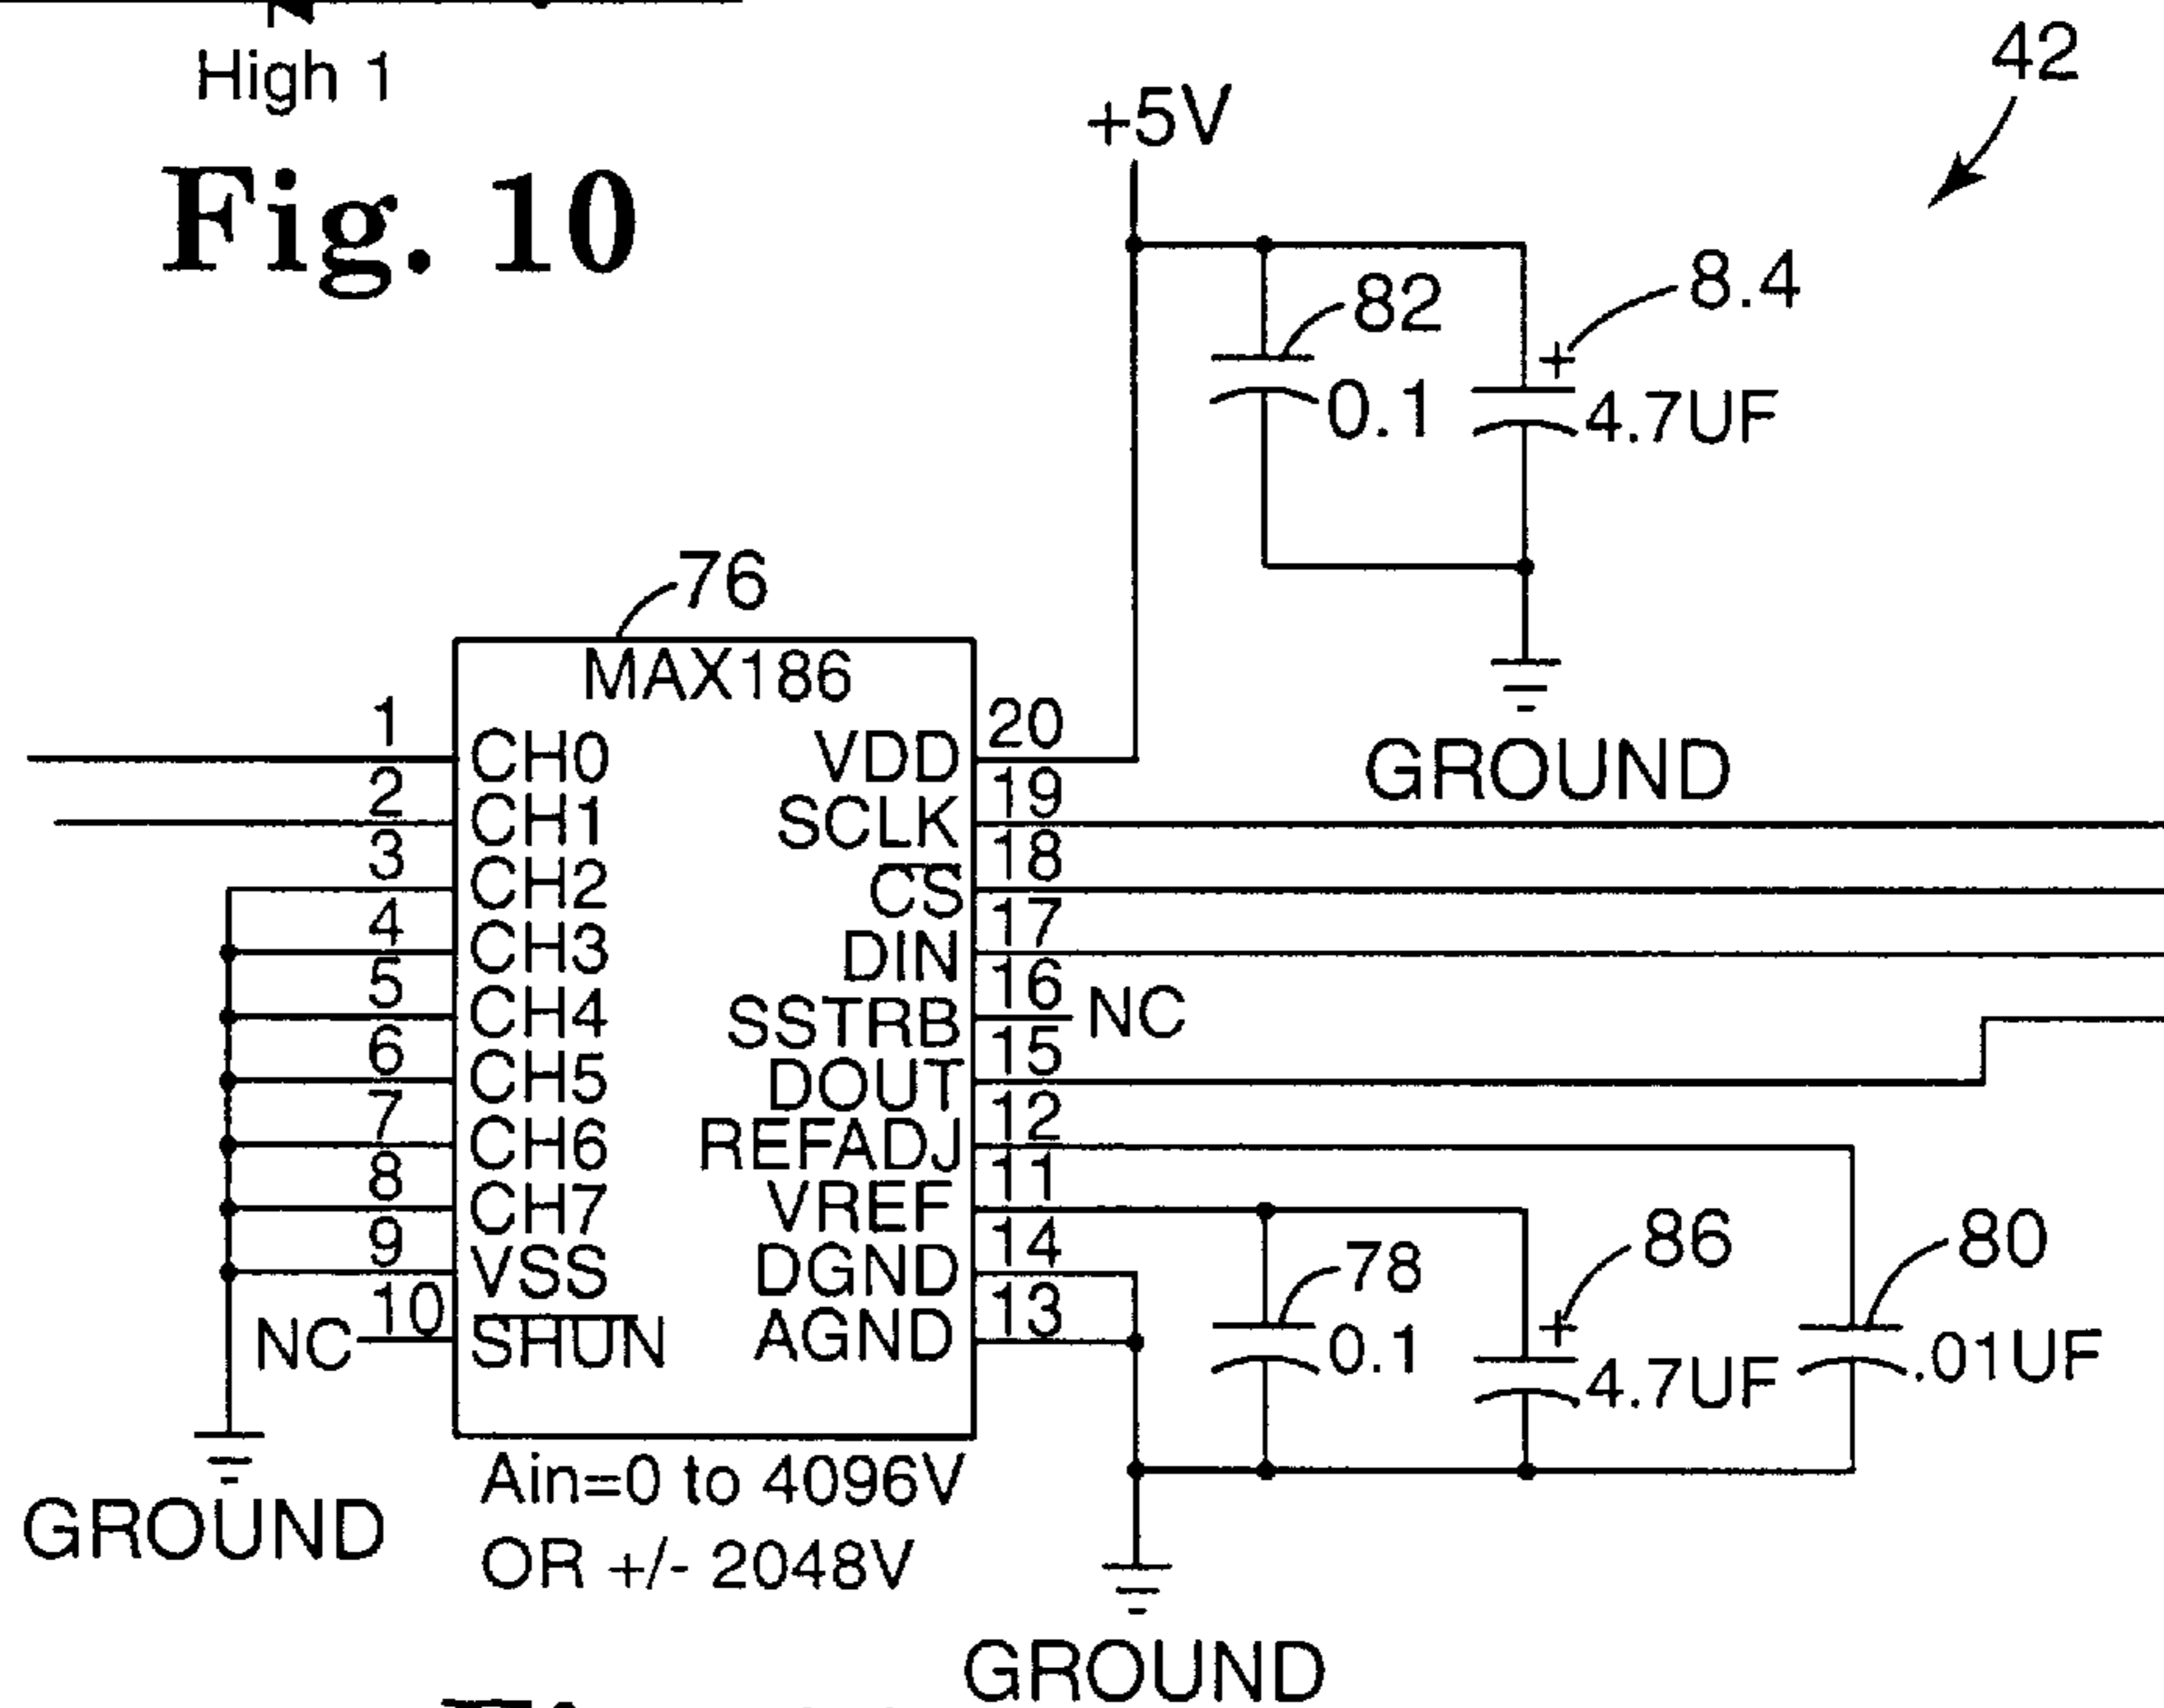 High 1
Fig. 10
42
+5V
82
8.4
+
0.1
4.7UF
GROUND
76
MAX186
1
CH0
VDD
20
2
CH1
SCLK
19
3
CH2
CS
18
4
CH3
DIN
17
5
CH4
SSTRB
16
NC
6
CH5
DOUT
15
7
CH6
REFADJ
12
8
CH7
VREF
11
9
VSS
DGND
14
NC
10
SHUN
AGND
13
78
0.1
86
+
4.7UF
80
.01UF
Ain=0 to 4096V
OR +/- 2048V
GROUND
GROUND